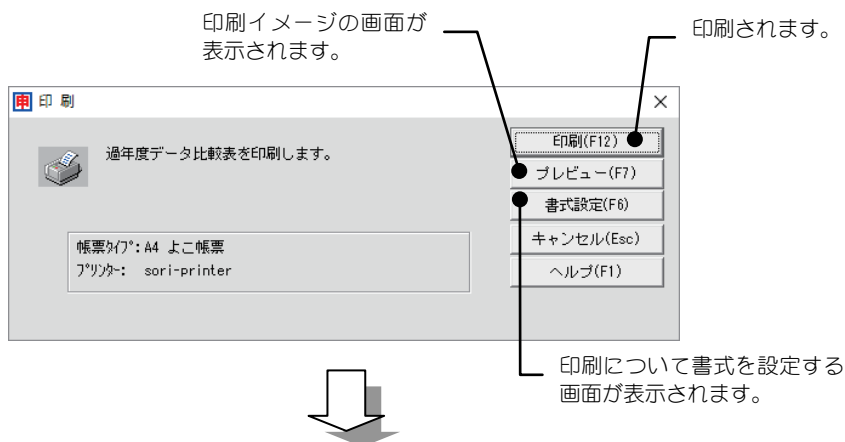 印刷イメージの画面が
表示されます。
印刷されます。
申 印 刷
過年度データ比較表を印刷します。
帳票ﾀｲﾌﾟ: A4 よこ帳票
ﾌﾟﾘﾝﾀｰ: sori-printer
印刷(F12)
プレビュー(F7)
書式設定(F6)
キャンセル(Esc)
ヘルプ(F1)
印刷について書式を設定する
画面が表示されます。